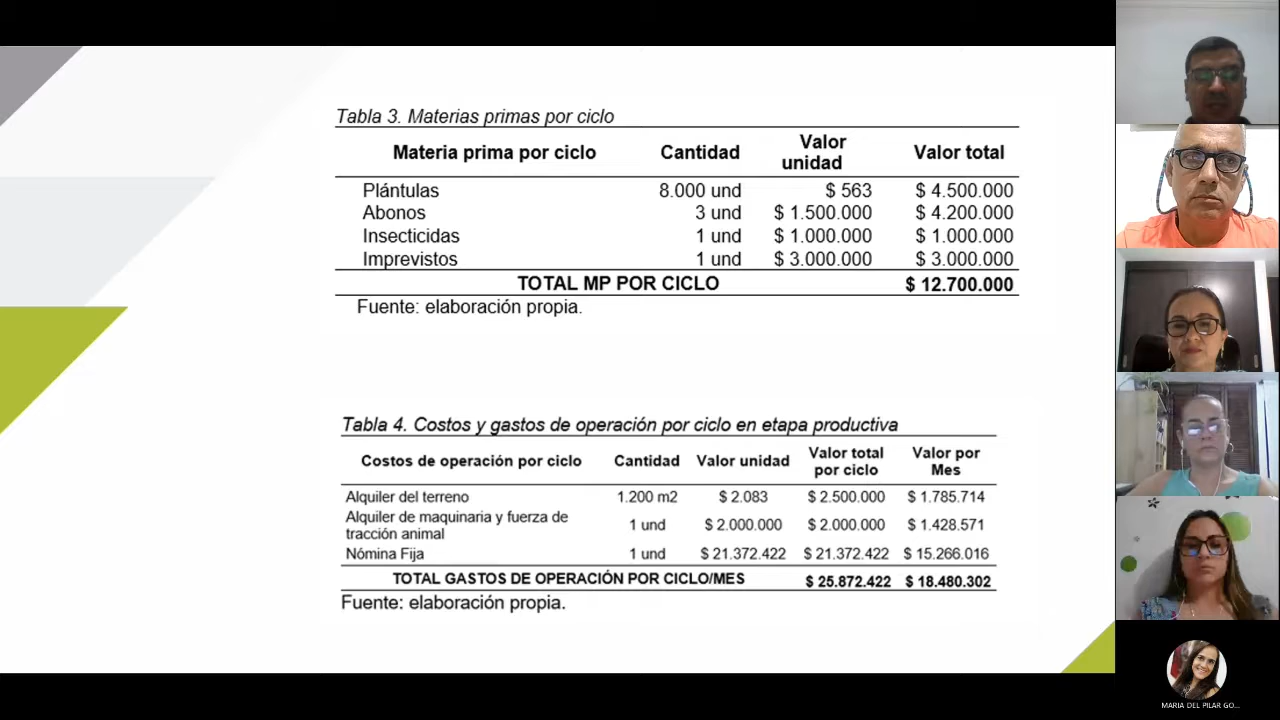 Tabla 3. Materias primas por ciclo
Materia prima por ciclo Cantidad Valor unidad Valor total
Plántulas 8.000 und $ 563 $ 4.500.000
Abonos 3 und $ 1.500.000 $ 4.200.000
Insecticidas 1 und $ 1.000.000 $ 1.000.000
Imprevistos 1 und $ 3.000.000 $ 3.000.000
TOTAL MP POR CICLO $ 12.700.000
Fuente: elaboración propia.
Tabla 4. Costos y gastos de operación por ciclo en etapa productiva
Costos de operación por ciclo Cantidad Valor unidad Valor total por ciclo Valor por Mes
Alquiler del terreno 1.200 m2 $ 2.083 $ 2.500.000 $ 1.785.714
Alquiler de maquinaria y fuerza de tracción animal 1 und $ 2.000.000 $ 2.000.000 $ 1.428.571
Nómina Fija 1 und $ 21.372.422 $ 21.372.422 $ 15.266.016
TOTAL GASTOS DE OPERACIÓN POR CICLO/MES $ 25.872.422 $ 18.480.302
Fuente: elaboración propia.
MARIA DEL PILAR GO...